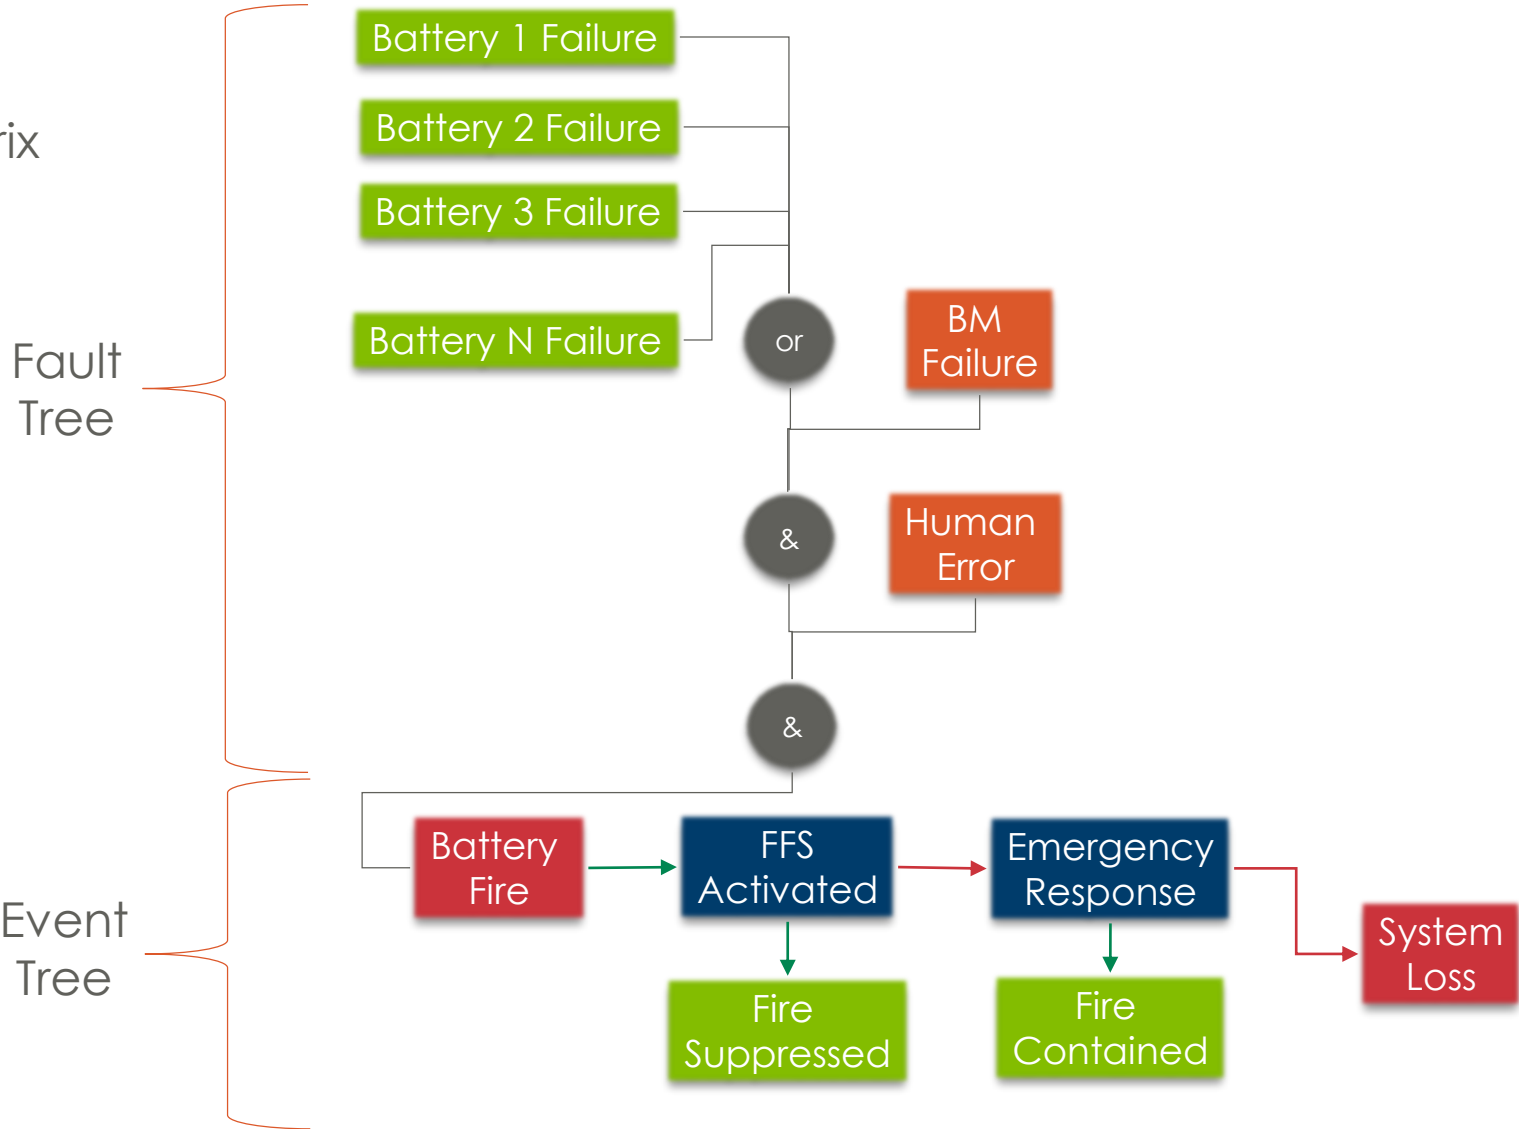 Battery 1 Failure
Battery 2 Failure
rix
Battery 3 Failure
Battery N Failure
or
BM
Failure
Fault
Tree
&
Human
Error
&
Battery
Fire
FFS
Activated
Emergency
Response
Event
Tree
System
Loss
Fire
Suppressed
Fire
Contained